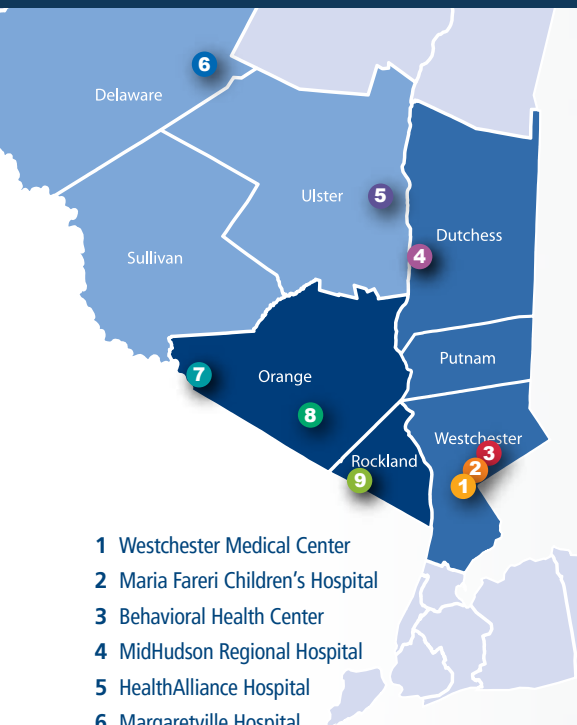 6
Delaware
Ulster
5
Dutchess
4
Sullivan
Putnam
7
Orange
8
Westchester
3
Rockland
2
9
1
1 Westchester Medical Center
2 Maria Fareri Children's Hospital
3 Behavioral Health Center
4 MidHudson Regional Hospital
5 HealthAlliance Hospital
6 Margaretville Hospital